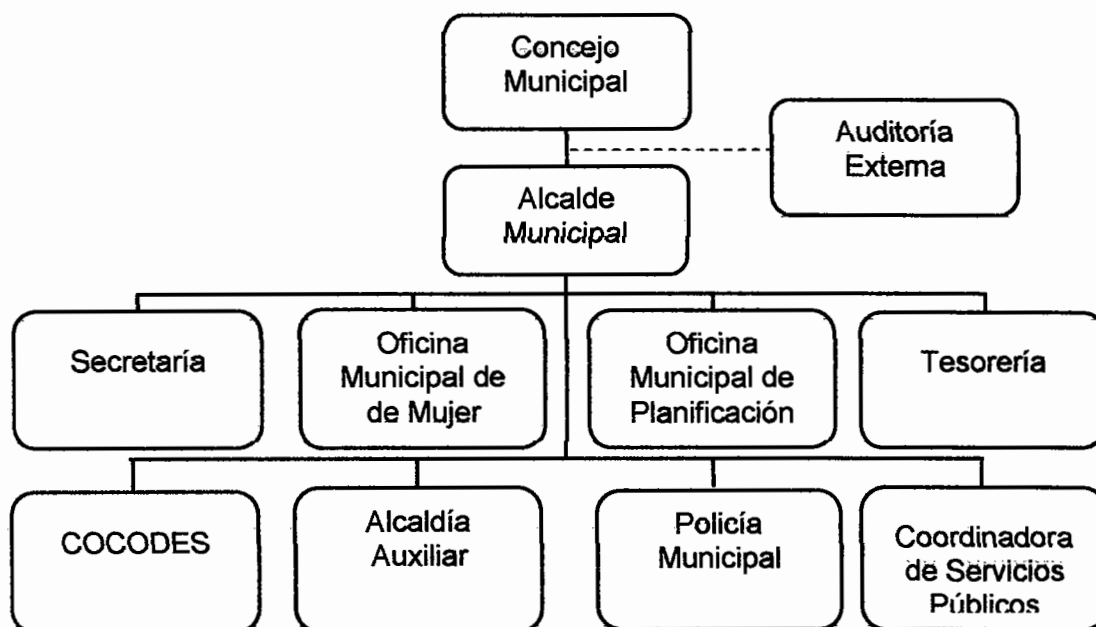 Concejo
Municipal
Auditoría
Externa
Alcalde
Municipal
Secretaría
Oficina
Municipal de
de Mujer
Oficina
Municipal de
Planificación
Tesorería
COCODES
Alcaldía
Auxiliar
Policía
Municipal
Coordinadora
de Servicios
Públicos